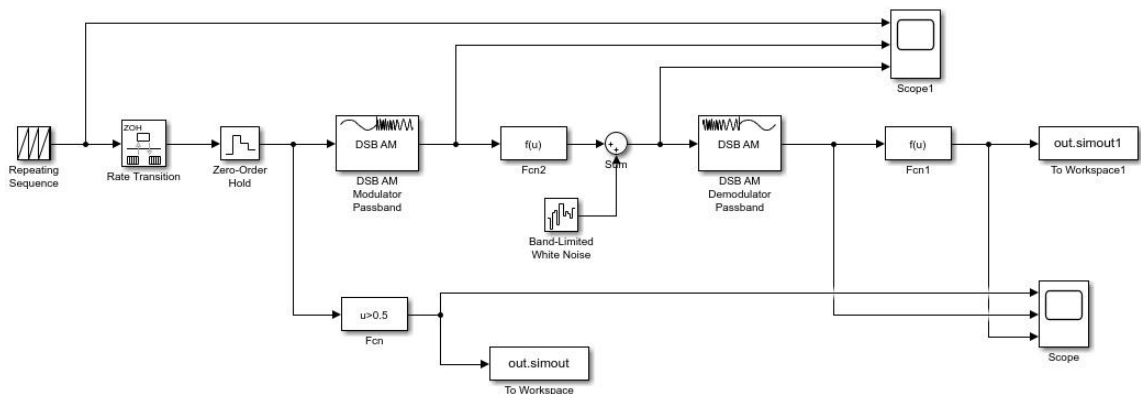 Scope1
Repeating
Sequence
ZOH
Rate Transition
Zero-Order
Hold
DSB AM
DSB AM
Modulator
Passband
f(u)
Fcn2
Sum
Band-Limited
White Noise
DSB AM
DSB AM
Demodulator
Passband
f(u)
Fcn1
out.simout1
To Workspace1
u>0.5
Fcn
out.simout
To Workspace
Scope